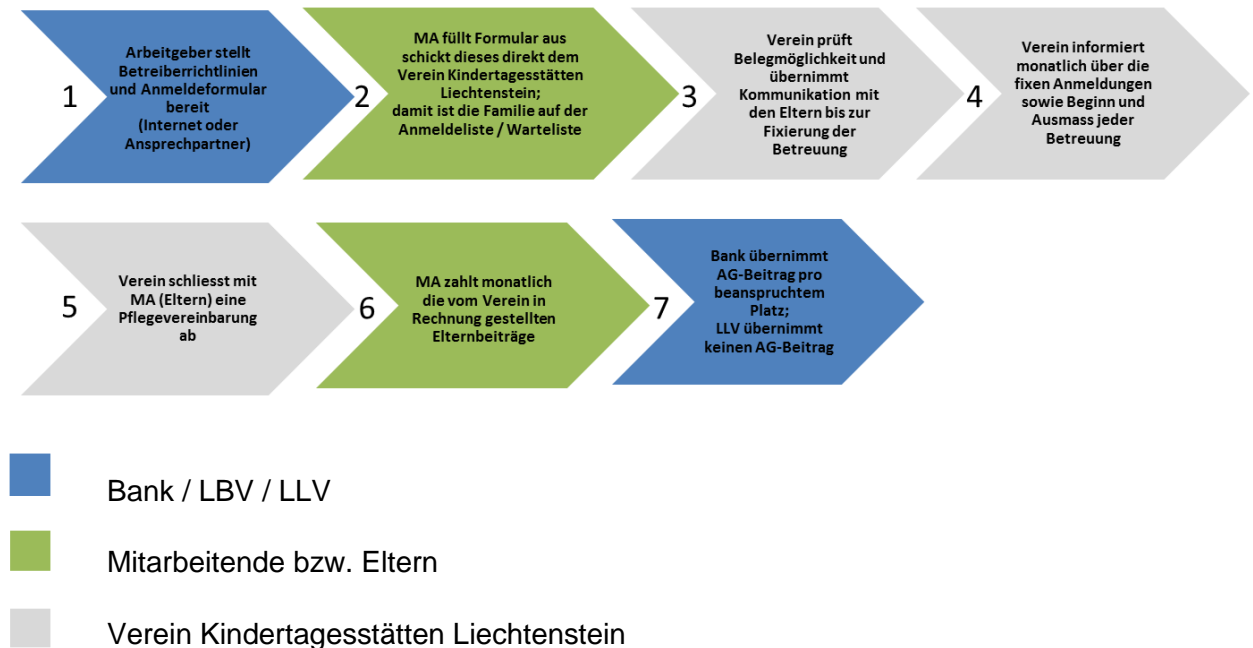 1
Arbeitgeber stellt
Betreiberrichtlinien
und Anmeldeformular
bereit
(Internet oder
Ansprechpartner)
2
MA füllt Formular aus
schickt dieses direkt dem
Verein Kindertagesstätten
Liechtenstein;
damit ist die Familie auf der
Anmeldeliste / Warteliste
3
Verein prüft
Belegmöglichkeit und
übernimmt
Kommunikation mit
den Eltern bis zur
Fixierung der
Betreuung
4
Verein informiert
monatlich über die
fixen Anmeldungen
sowie Beginn und
Ausmass jeder
Betreuung
5
Verein schliesst mit
MA (Eltern) eine
Pflegevereinbarung
ab
6
MA zahlt monatlich
die vom Verein in
Rechnung gestellten
Elternbeiträge
7
Bank übernimmt
AG-Beitrag pro
beanspruchtem
Platz;
LLV übernimmt
keinen AG-Beitrag
Bank / LBV / LLV
Mitarbeitende bzw. Eltern
Verein Kindertagesstätten Liechtenstein